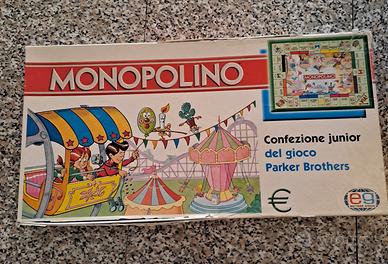 MONOPOLINO
Confezione junior
del gioco
Parker Brothers
€
eg